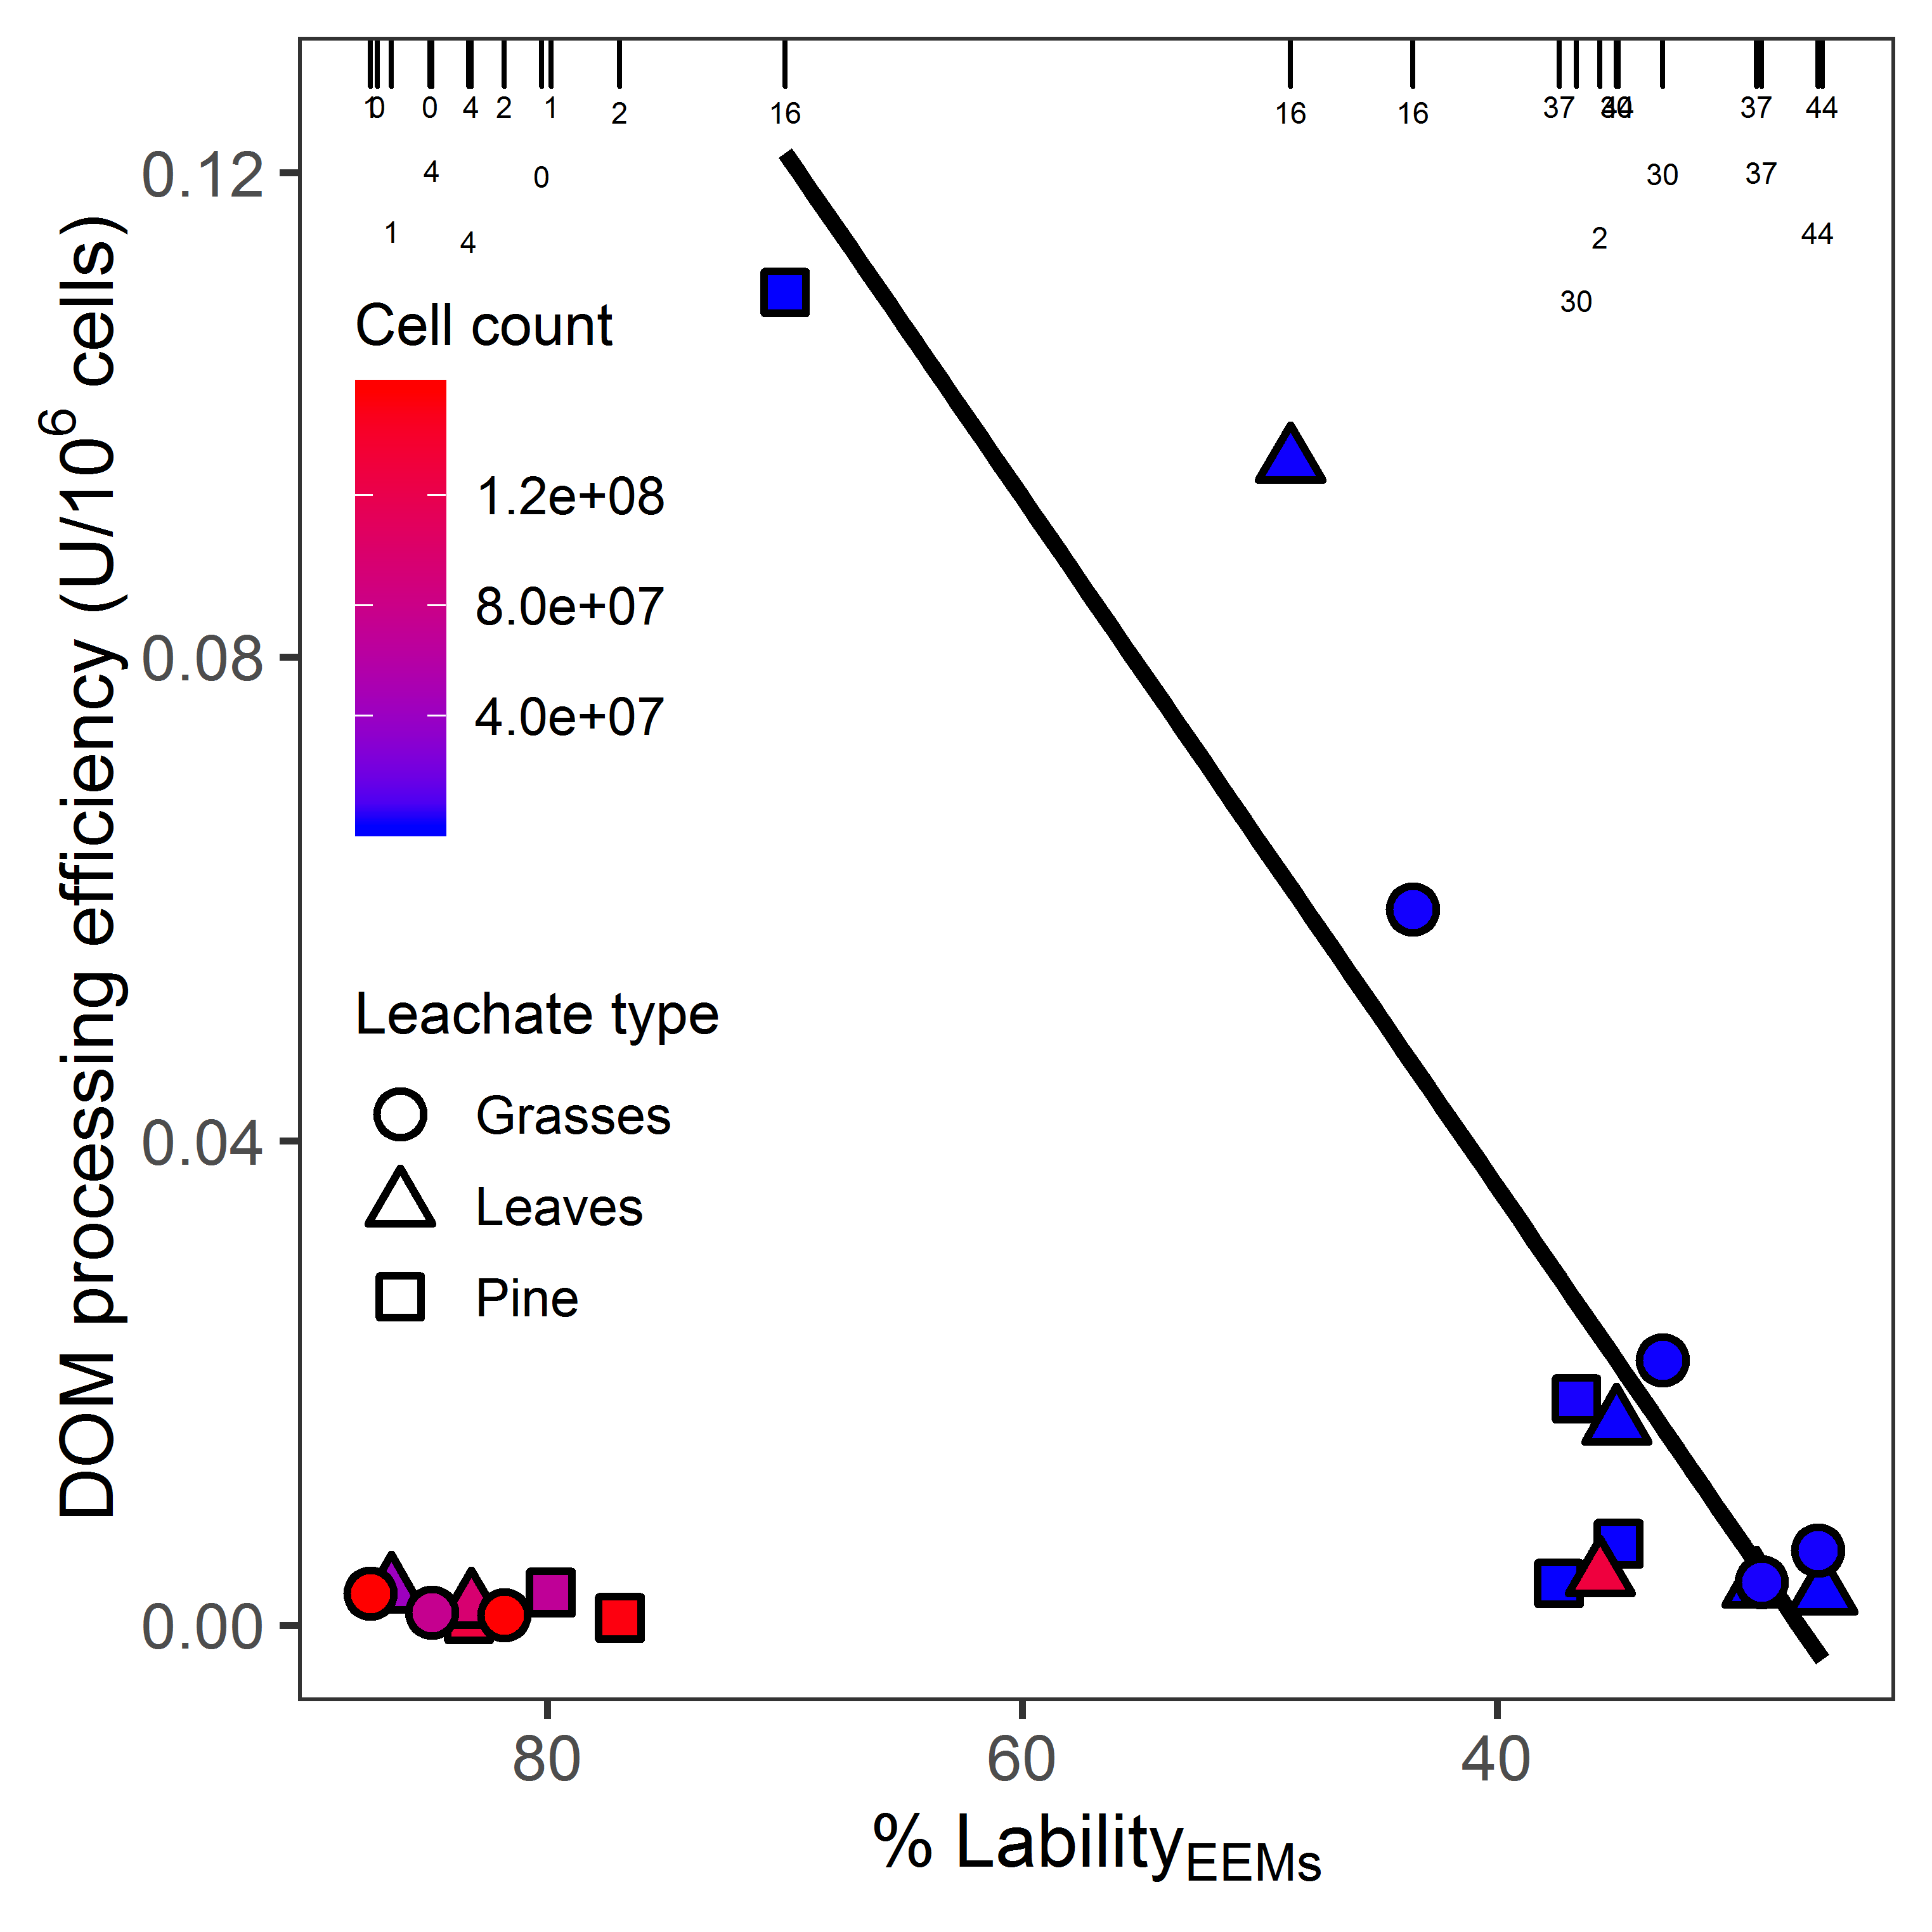 1 0 0 4 2 1 2 16 16 16 37 37 44
4 0 30 37
1 4 2 44
30
0.12
0.08
0.04
0.00
DOM processing efficiency (U/10⁶ cells)
Cell count
1.2e+08
8.0e+07
4.0e+07
Leachate type
Grasses
Leaves
Pine
80 60 40
% Lability_EEMs